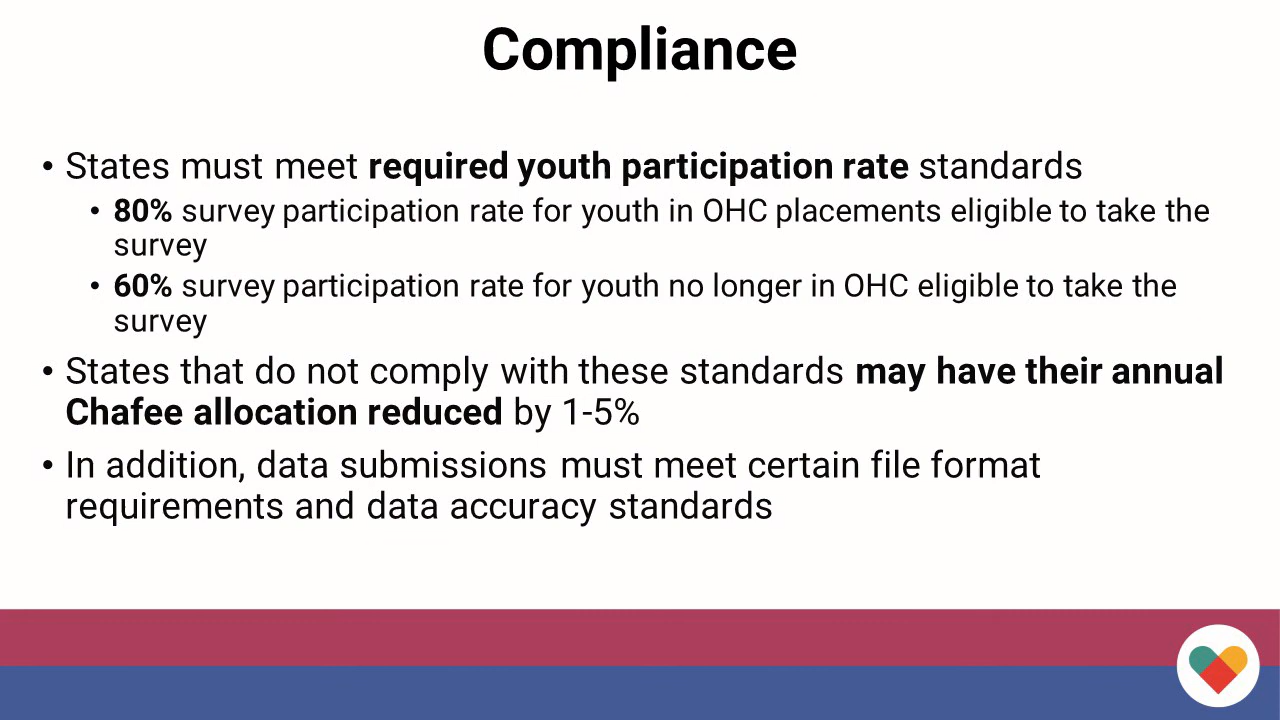 Compliance
• States must meet required youth participation rate standards
• 80% survey participation rate for youth in OHC placements eligible to take the
survey
• 60% survey participation rate for youth no longer in OHC eligible to take the
survey
• States that do not comply with these standards may have their annual
Chafee allocation reduced by 1-5%
• In addition, data submissions must meet certain file format
requirements and data accuracy standards